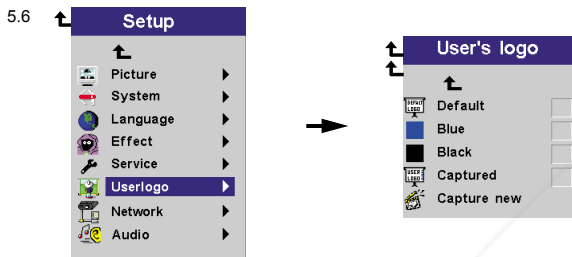 5.6
Setup
Picture
System
Language
Effect
Service
Userlogo
Network
Audio
User's logo
DEFAULT LOGO
Default
Blue
Black
USER LOGO
Captured
Capture new